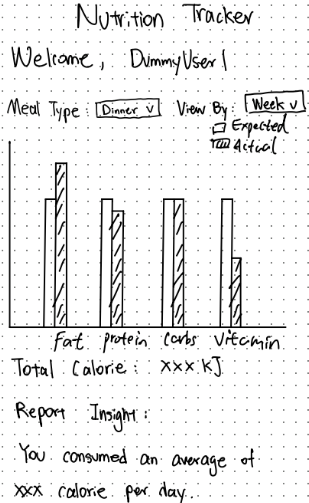 Nutrition Tracker
Welcome, DummyUser1
Meal Type: Dinner v View By: Week v
Expected
Actual
Fat protein Carbs Vitamin
Total Calorie: xxx kJ
Report Insight:
You consumed an average of
xxx calorie per day.